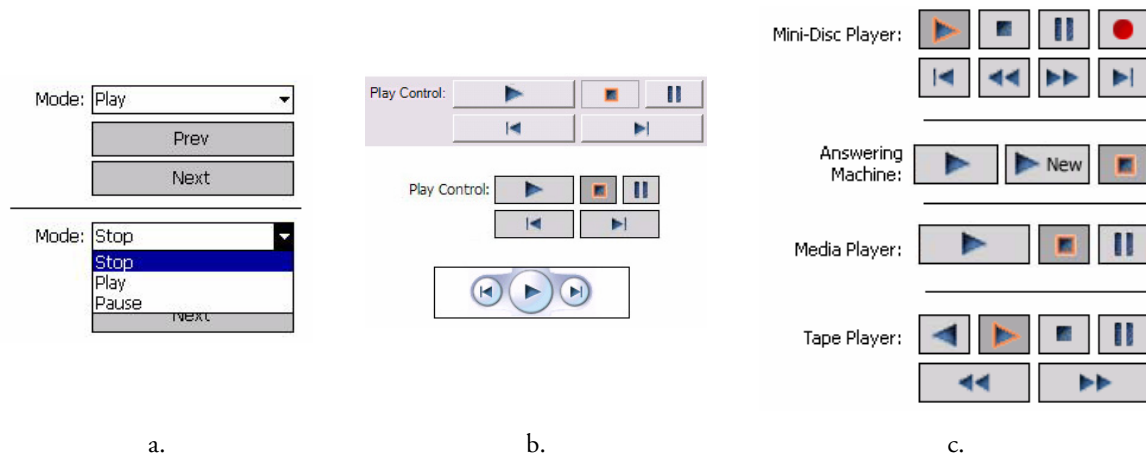 Mode: Play
Prev
Next
Mode: Stop
Stop
Play
Pause
Next
a.
Play Control:
Play Control:
b.
Mini-Disc Player:
Answering
Machine:
New
Media Player:
Tape Player:
c.